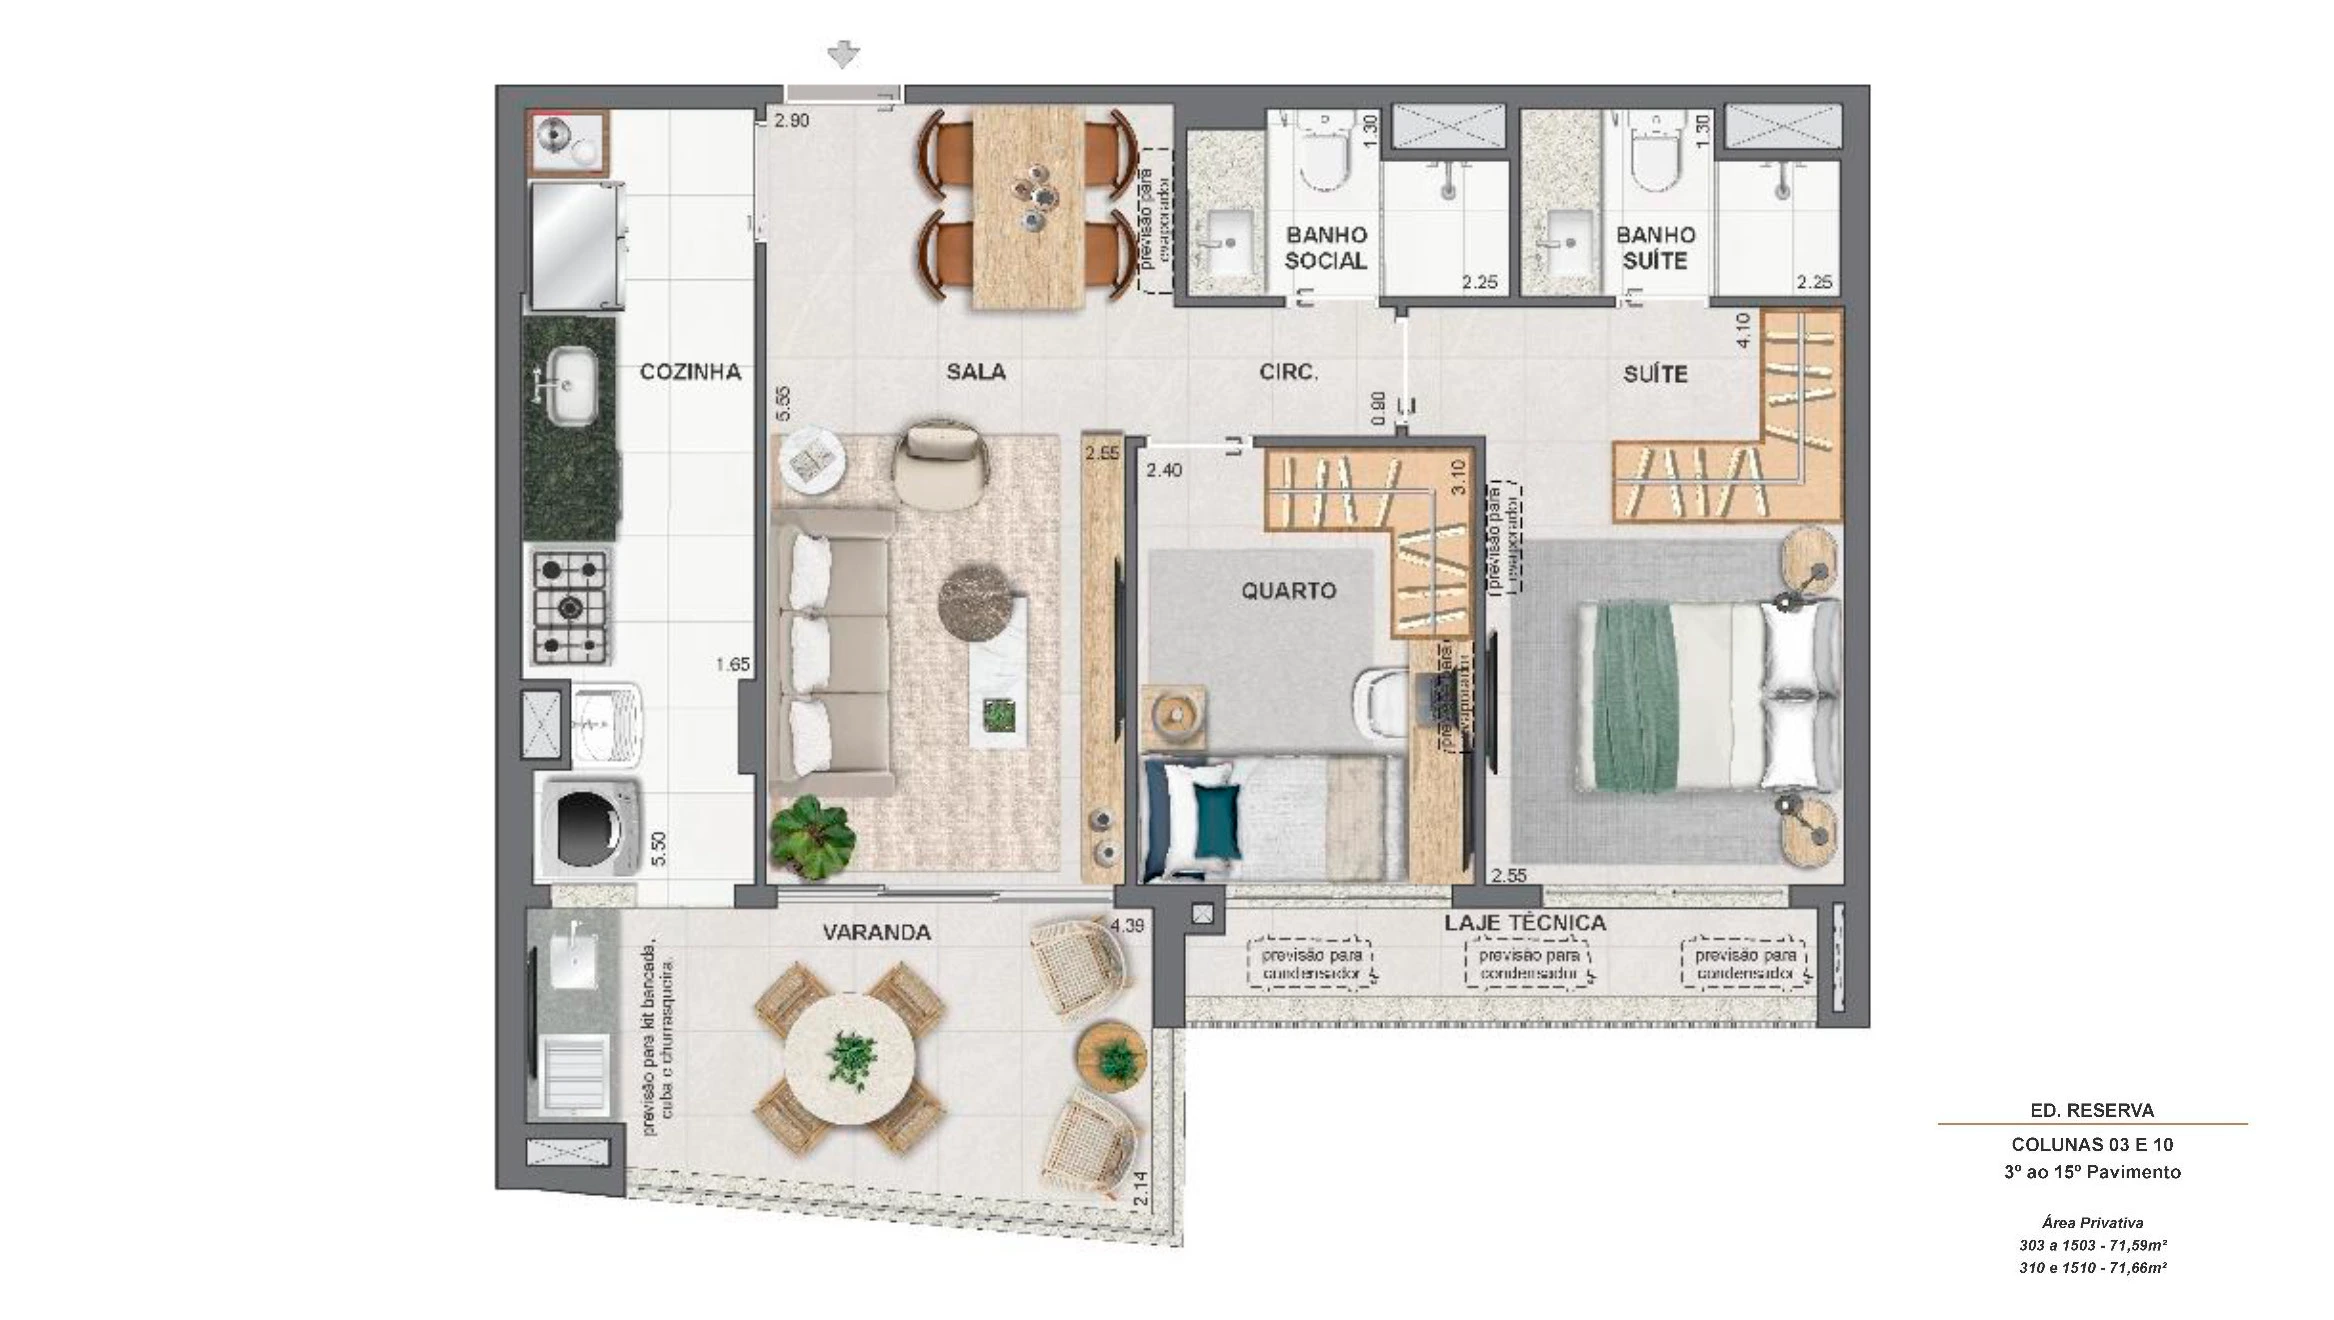 2.90
previsão para
evaporador
1.30
BANHO
SOCIAL
2.25
1.30
BANHO
SUÍTE
2.25
COZINHA
SALA
CIRC.
SUÍTE
4.10
5.55
0.90
2.55
2.40
3.10
previsão para
evaporador
QUARTO
1.65
previsão para
evaporador
5.50
2.55
VARANDA
4.39
LAJE TÉCNICA
previsão para
condensador
previsão para
condensador
previsão para
condensador
previsão para kit bancada,
cuba e churrasqueira.
2.14
ED. RESERVA
COLUNAS 03 E 10
3º ao 15º Pavimento
Área Privativa
303 a 1503 - 71,59m²
310 e 1510 - 71,66m²